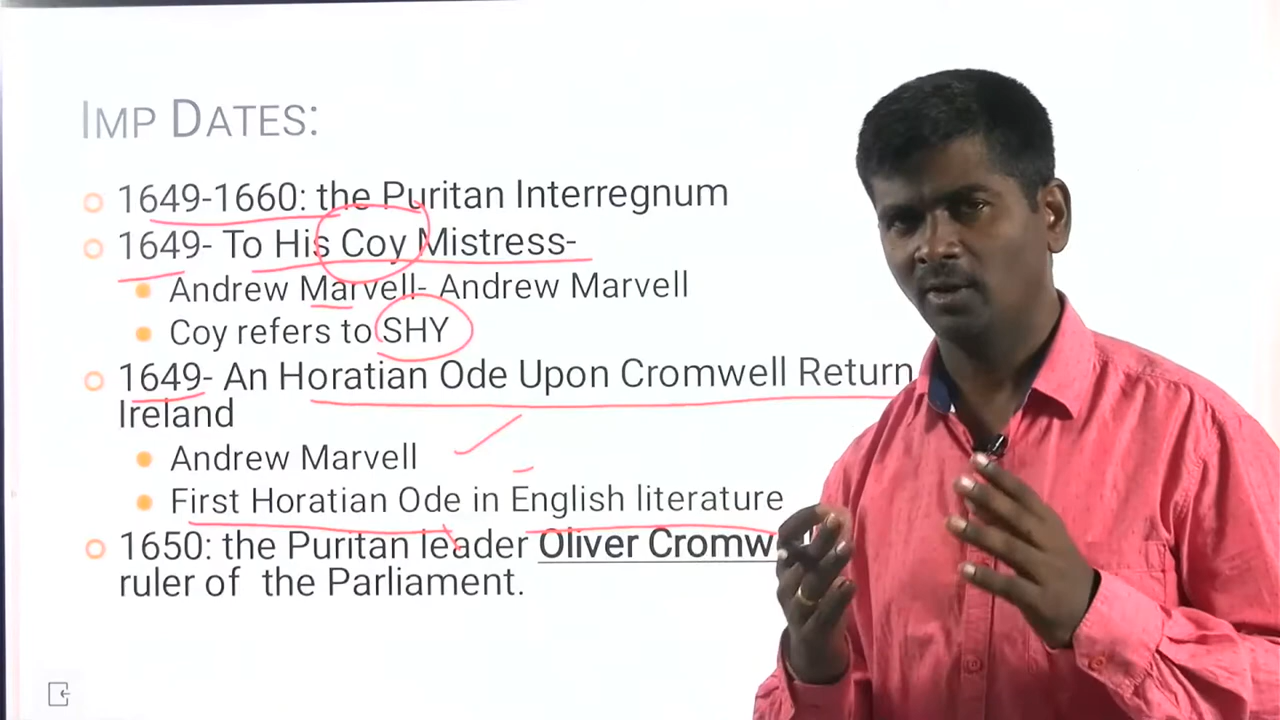 IMP DATES:
1649-1660: the Puritan Interregnum
1649- To His Coy Mistress-
Andrew Marvell- Andrew Marvell
Coy refers to SHY
1649- An Horatian Ode Upon Cromwell Return
Ireland
Andrew Marvell
First Horatian Ode in English literature
1650: the Puritan leader Oliver Cromw
ruler of the Parliament.